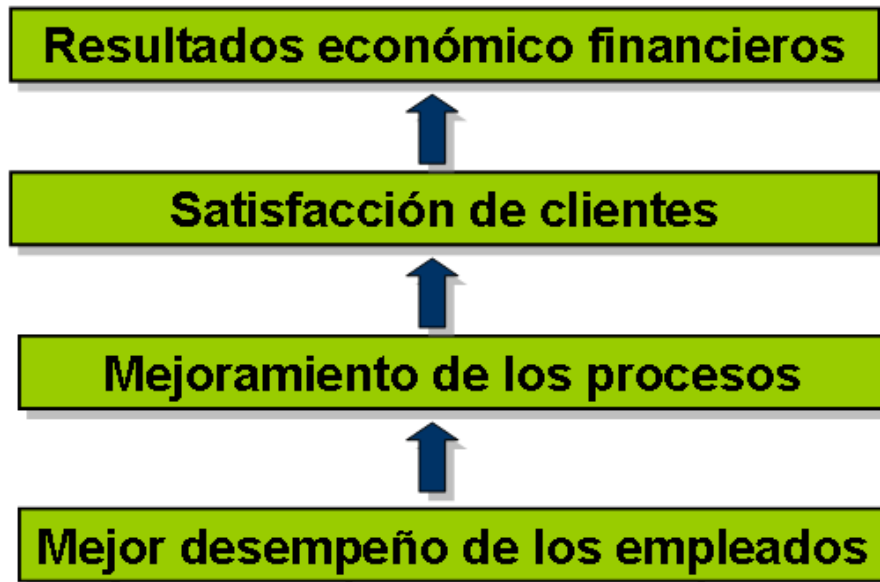 Resultados económico financieros
Satisfacción de clientes
Mejoramiento de los procesos
Mejor desempeño de los empleados